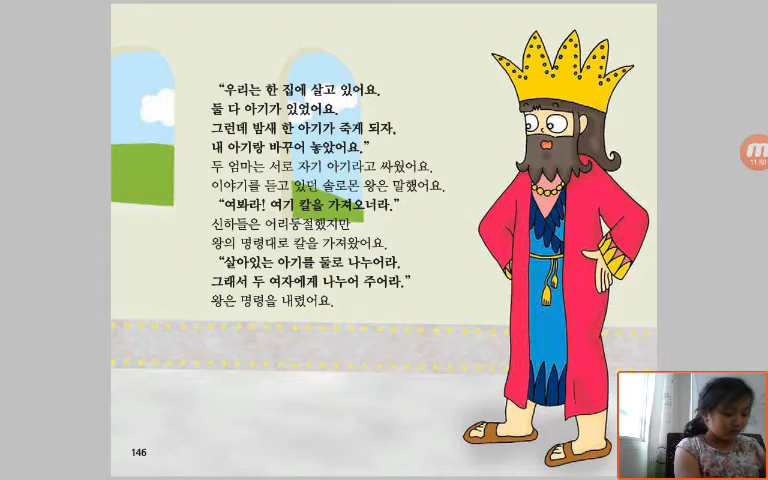 “우리는 한 집에 살고 있어요.
둘 다 아기가 있었어요.
그런데 밤새 한 아기가 죽게 되자,
내 아기랑 바꾸어 놓았어요.”
두 엄마는 서로 자기 아기라고 싸웠어요.
이야기를 듣고 있던 솔로몬 왕은 말했어요.
“여봐라! 여기 칼을 가져오너라.”
신하들은 어리둥절했지만
왕의 명령대로 칼을 가져왔어요.
“살아있는 아기를 둘로 나누어라.
그래서 두 여자에게 나누어 주어라.”
왕은 명령을 내렸어요.
146